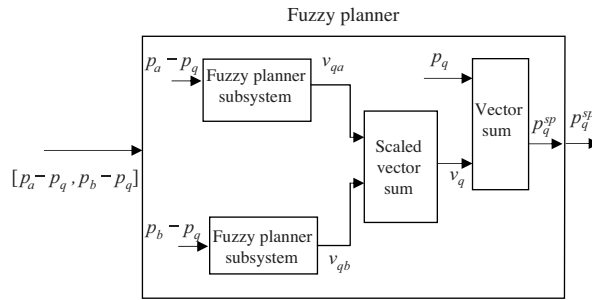 Fuzzy planner
p_a − p_q
Fuzzy planner
subsystem
v_qa
p_q
Vector
sum
p_q^sp
p_q^sp
[p_a − p_q , p_b − p_q]
Scaled
vector
sum
v_q
p_b − p_q
Fuzzy planner
subsystem
v_qb